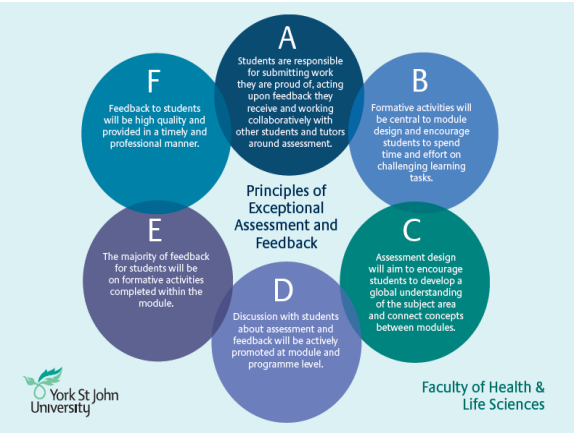 A
Students are responsible
for submitting work
they are proud of, acting
upon feedback they
receive and working
collaboratively with
other students and tutors
around assessment.
B
Formative activities will
be central to module
design and encourage
students to spend
time and effort on
challenging learning
tasks.
C
Assessment design
will aim to encourage
students to develop a
global understanding
of the subject area
and connect concepts
between modules.
D
Discussion with students
about assessment and
feedback will be actively
promoted at module and
programme level.
E
The majority of feedback
for students will be
on formative activities
completed within the
module.
F
Feedback to students
will be high quality and
provided in a timely and
professional manner.
Principles of
Exceptional
Assessment and
Feedback
York St John
University
Faculty of Health &
Life Sciences